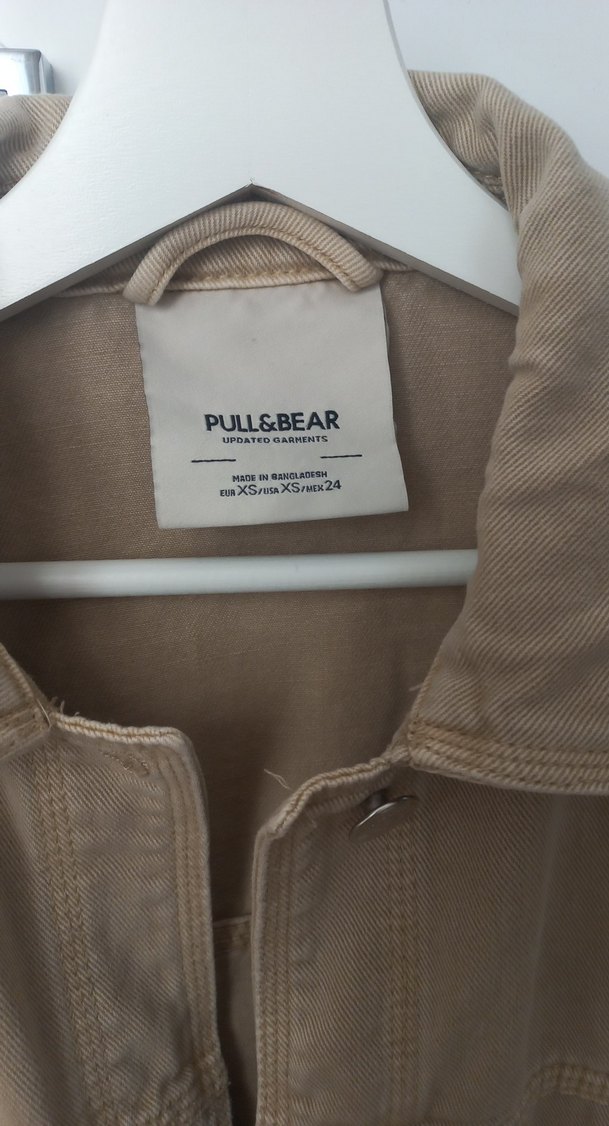 PULL&BEAR
UPDATED GARMENTS
MADE IN BANGLADESH
EUR XS/USA XS/MEX 24